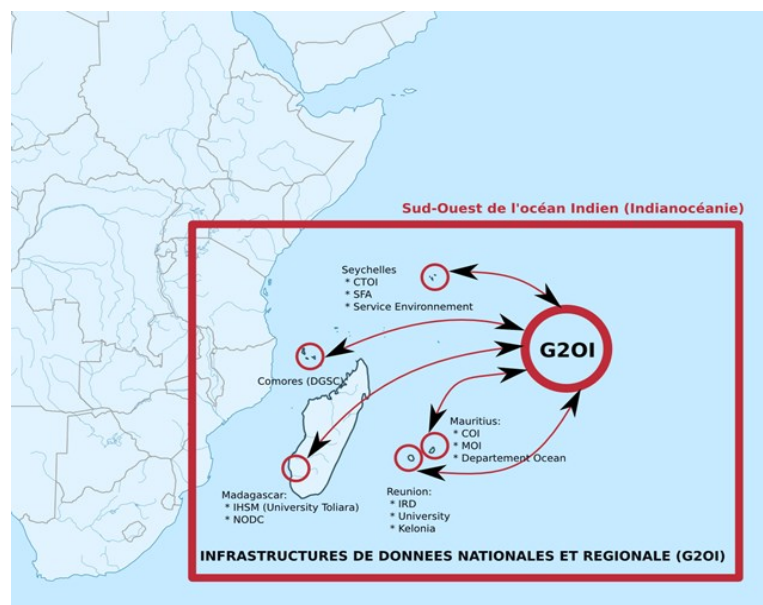 Sud-Ouest de l'océan Indien (Indianocéanie)
Seychelles
* CTOI
* SFA
* Service Environnement
G2OI
Comores (DGSC)
Mauritius:
* COI
* MOI
* Departement Ocean
Madagascar:
* IHSM (University Toliara)
* NODC
Reunion:
* IRD
* University
* Kelonia
INFRASTRUCTURES DE DONNEES NATIONALES ET REGIONALE (G2OI)